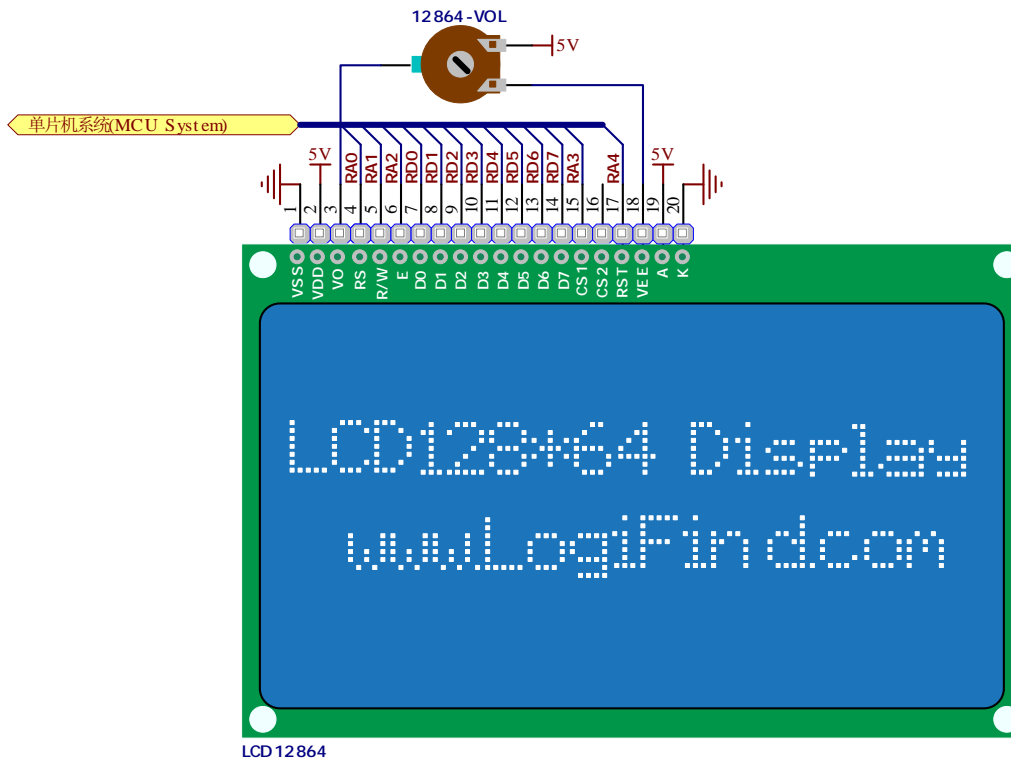 12864-VOL
5V
单片机系统(MCU System)
5V RA0 RA1 RA2 RD0 RD1 RD2 RD3 RD4 RD5 RD6 RD7 RA3 RA4 5V
1 2 3 4 5 6 7 8 9 10 11 12 13 14 15 16 17 18 19 20
VSS VDD VO RS R/W E D0 D1 D2 D3 D4 D5 D6 D7 CS1 CS2 RST VEE A K
LCD128*64 Display
wwwLogiFindcom
LCD12864